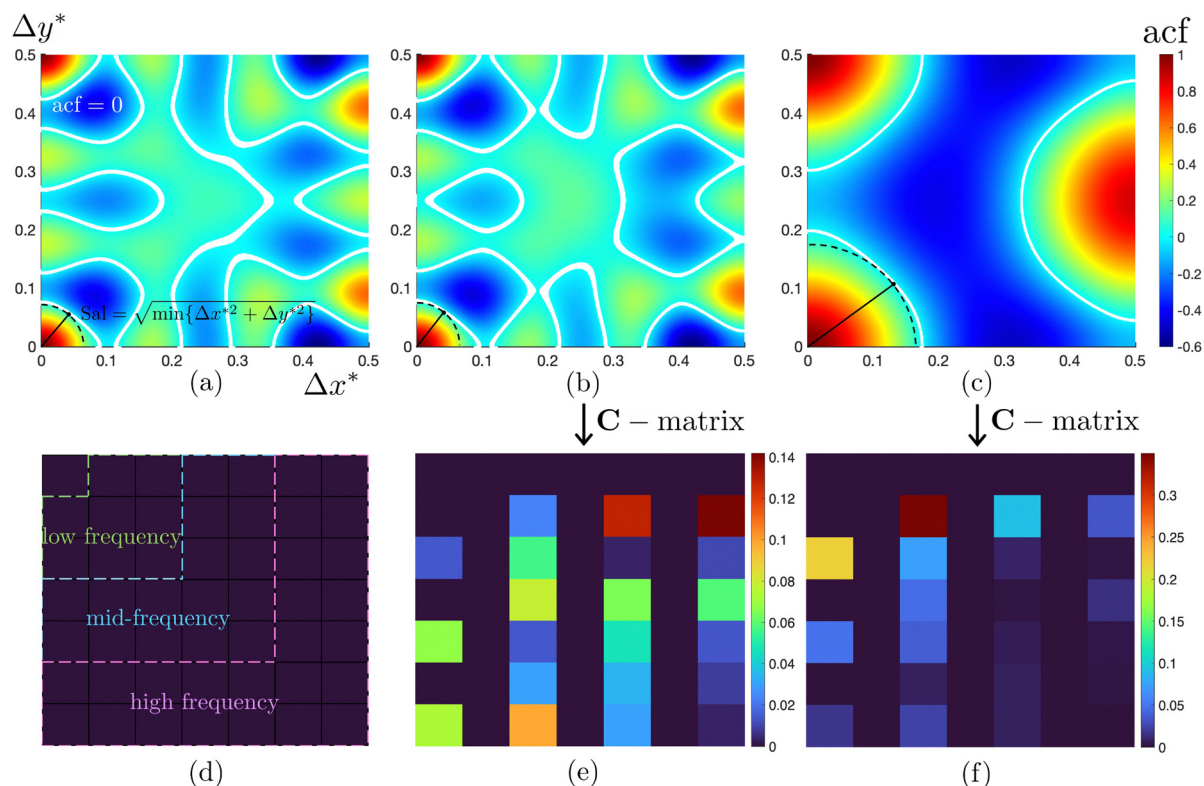 Δy*
acf
0.5
0.4
0.3
0.2
0.1
0
acf = 0
Sal = √min{Δx*² + Δy*²}
0 0.1 0.2 0.3 0.4 0.5
(a)
Δx*
0.5
0.4
0.3
0.2
0.1
0
0 0.1 0.2 0.3 0.4 0.5
(b)
0.5
0.4
0.3
0.2
0.1
0
0 0.1 0.2 0.3 0.4 0.5
(c)
1
0.8
0.6
0.4
0.2
0
-0.2
-0.4
-0.6
↓ C − matrix
↓ C − matrix
low frequency
mid-frequency
high frequency
(d)
0.14
0.12
0.1
0.08
0.06
0.04
0.02
0
(e)
0.3
0.25
0.2
0.15
0.1
0.05
0
(f)